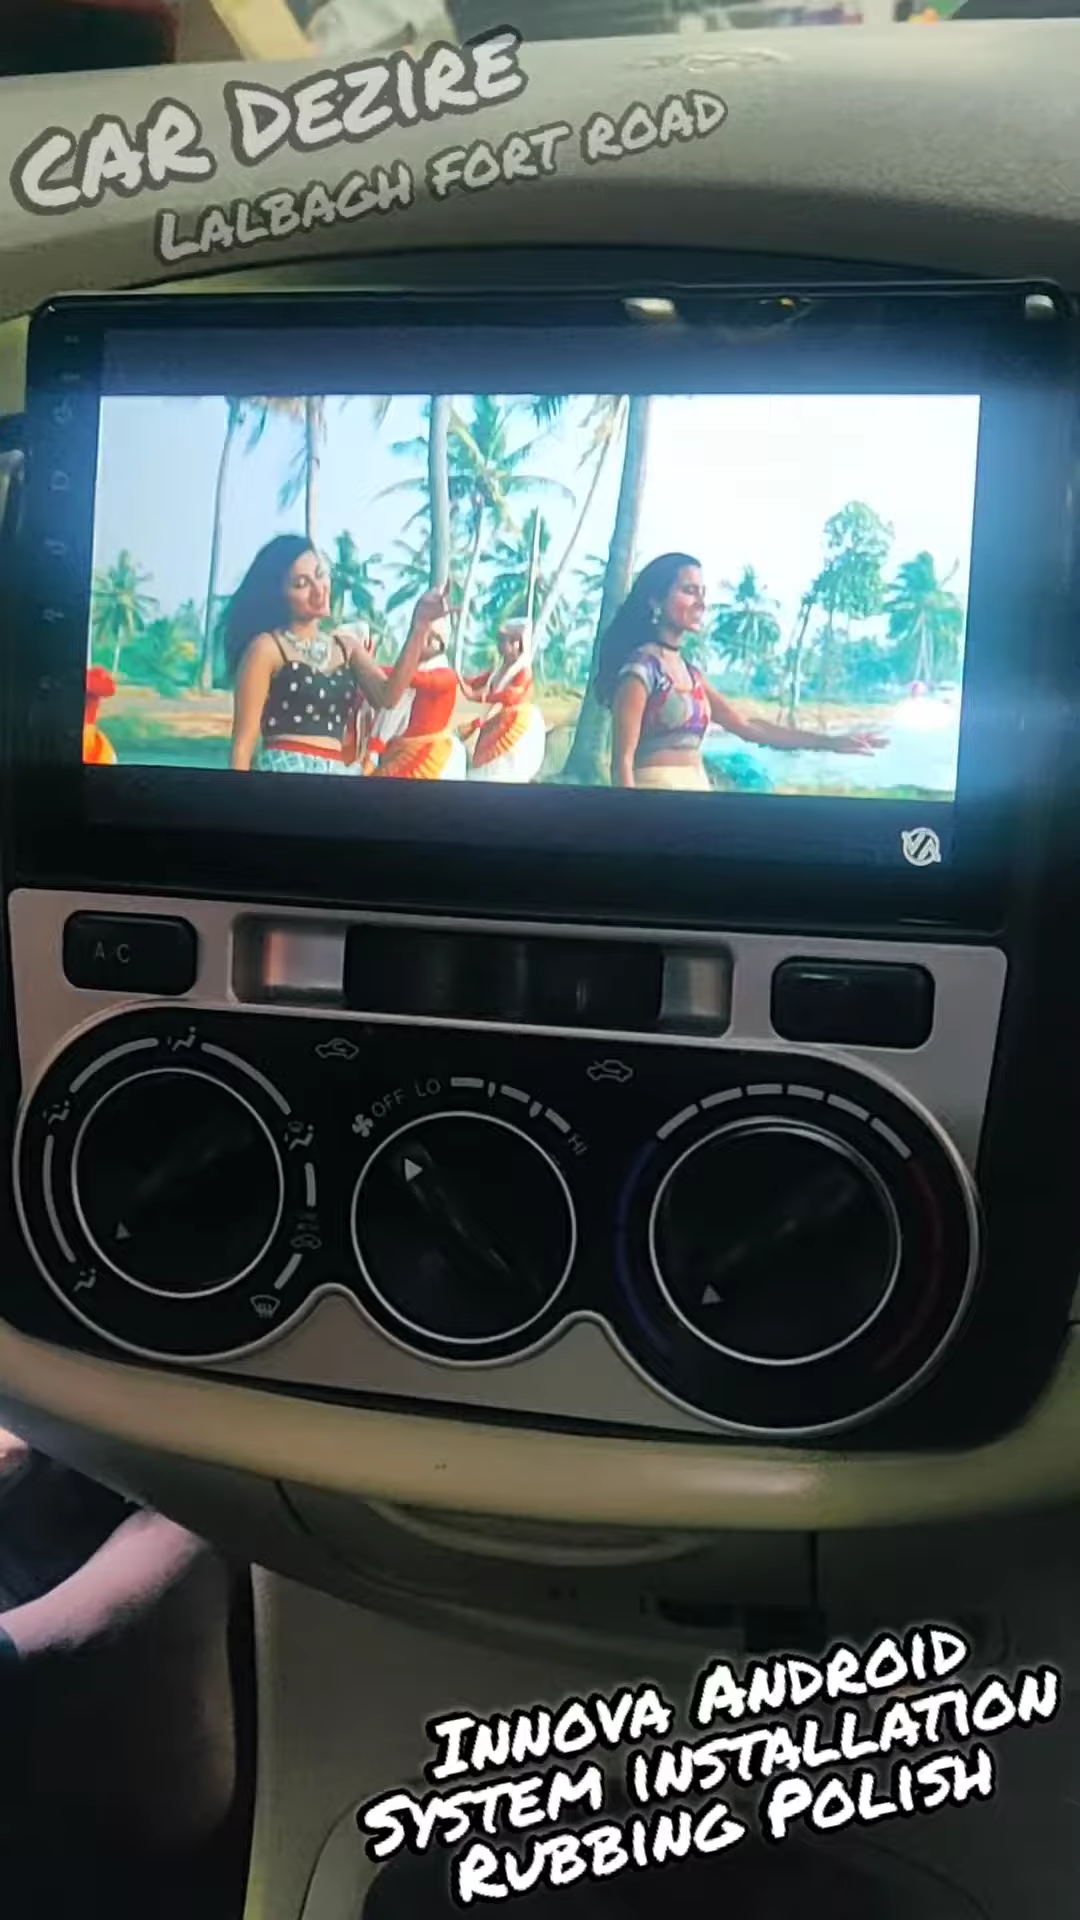 CAR DEZIRE
LALBAGH FORT ROAD
A/C
OFF LO
HI
INNOVA ANDROID
SYSTEM INSTALLATION
RUBBING POLISH